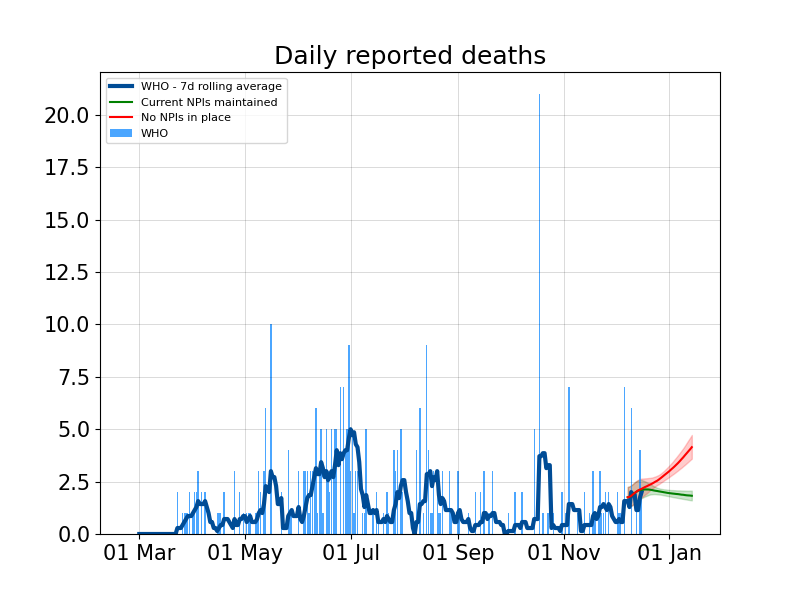 Daily reported deaths
WHO - 7d rolling average
Current NPIs maintained
No NPIs in place
WHO
20.0
17.5
15.0
12.5
10.0
7.5
5.0
2.5
0.0
01 Mar 01 May 01 Jul 01 Sep 01 Nov 01 Jan